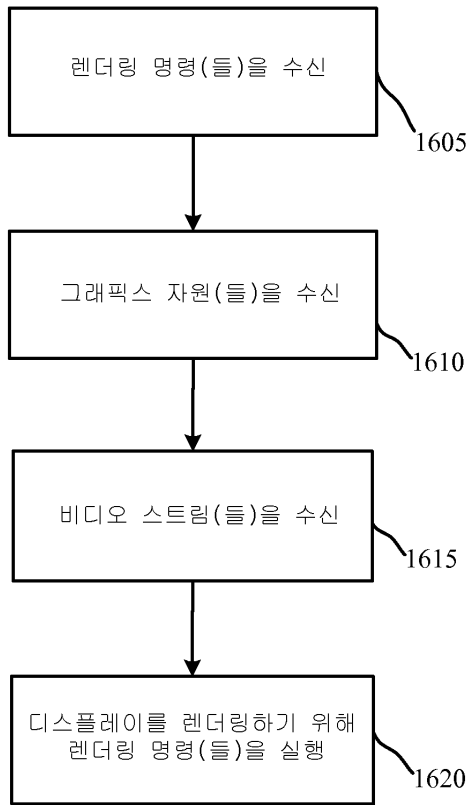 렌더링 명령(들)을 수신
1605
그래픽스 자원(들)을 수신
1610
비디오 스트림(들)을 수신
1615
디스플레이를 렌더링하기 위해
렌더링 명령(들)을 실행
1620